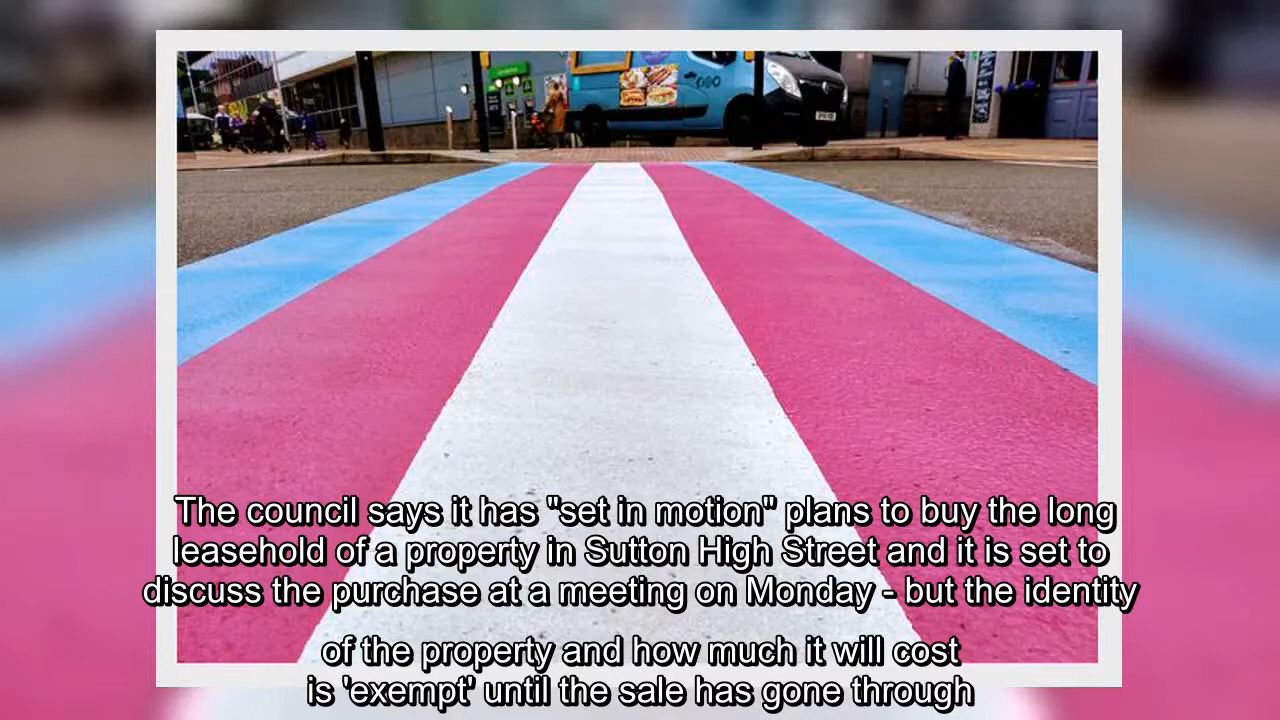 The council says it has "set in motion" plans to buy the long
leasehold of a property in Sutton High Street and it is set to
discuss the purchase at a meeting on Monday - but the identity
of the property and how much it will cost
is 'exempt' until the sale has gone through